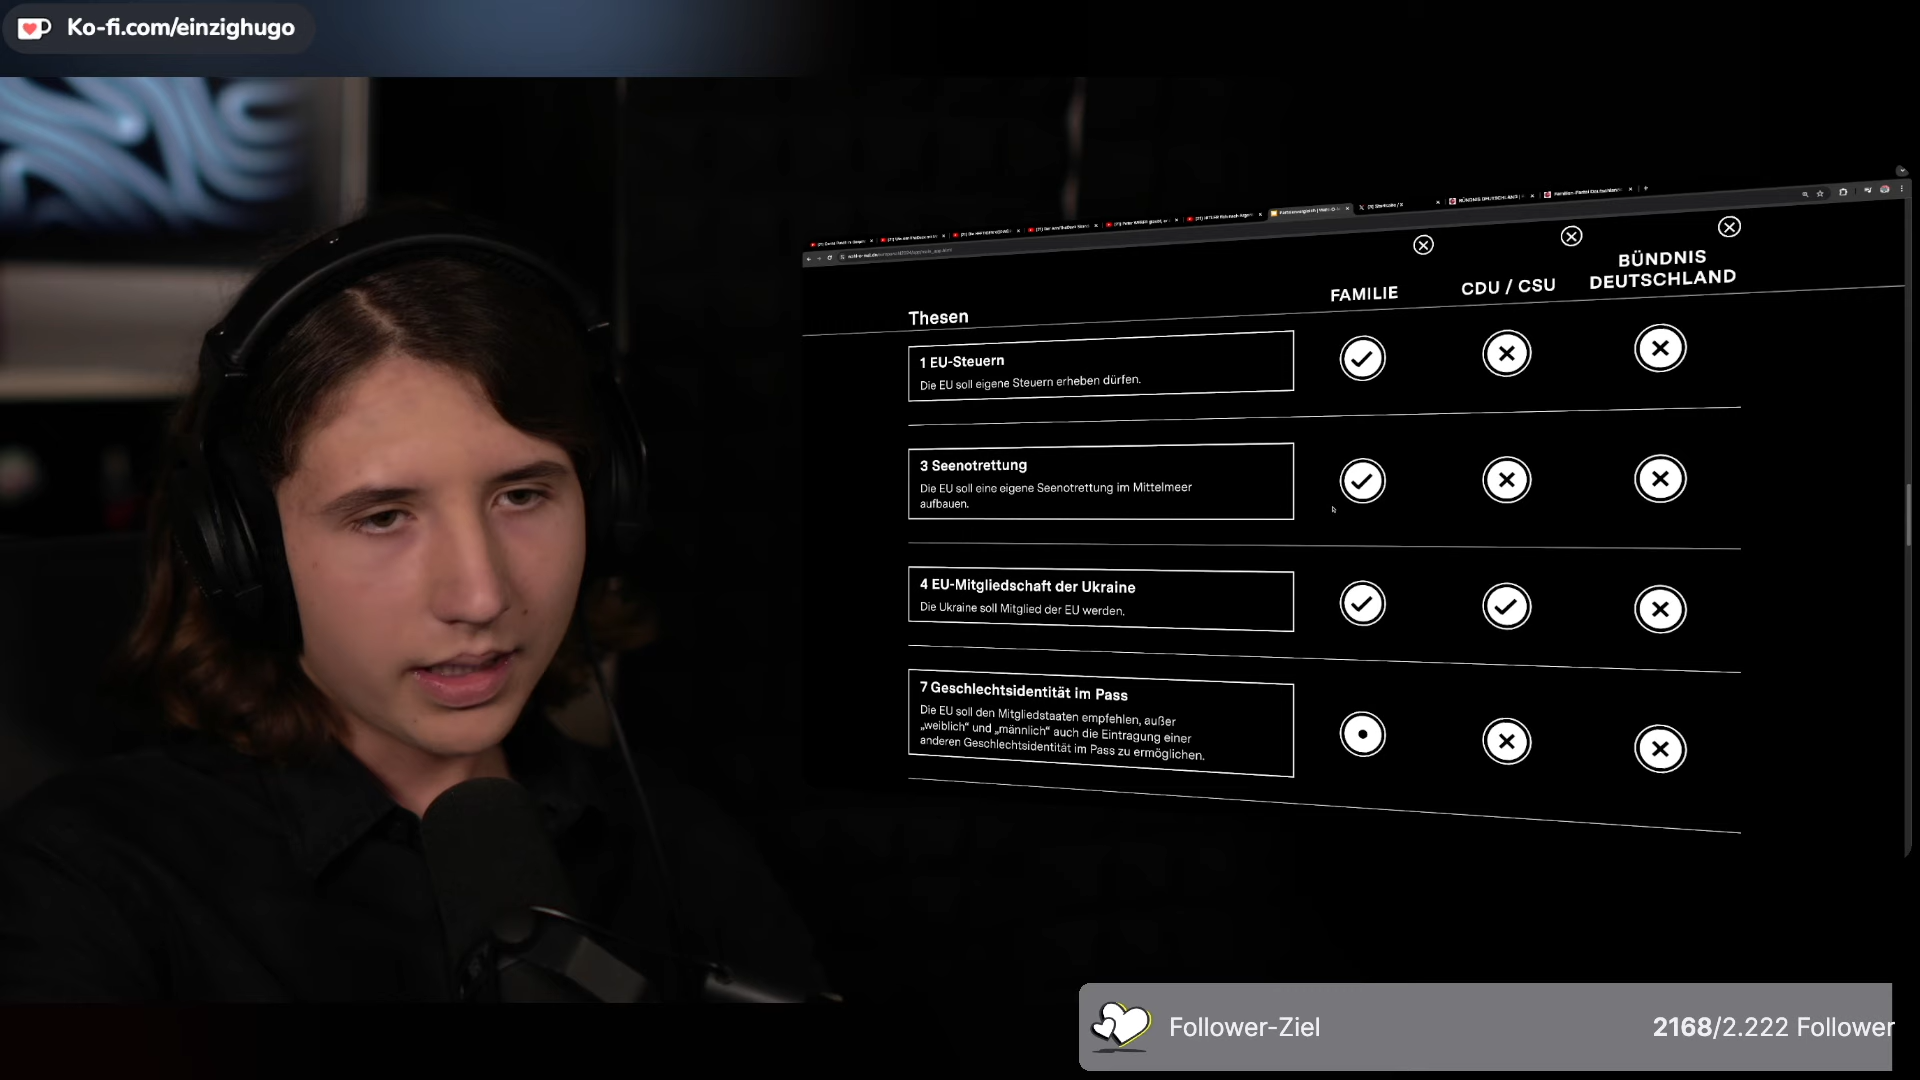 Ko-fi.com/einzighugo
FAMILIE
CDU / CSU
BÜNDNIS
DEUTSCHLAND
Thesen
1 EU-Steuern
Die EU soll eigene Steuern erheben dürfen.
3 Seenotrettung
Die EU soll eine eigene Seenotrettung im Mittelmeer
aufbauen.
4 EU-Mitgliedschaft der Ukraine
Die Ukraine soll Mitglied der EU werden.
7 Geschlechtsidentität im Pass
Die EU soll den Mitgliedstaaten empfehlen, außer
„weiblich“ und „männlich“ auch die Eintragung einer
anderen Geschlechtsidentität im Pass zu ermöglichen.
Follower-Ziel
2168/2.222 Follower